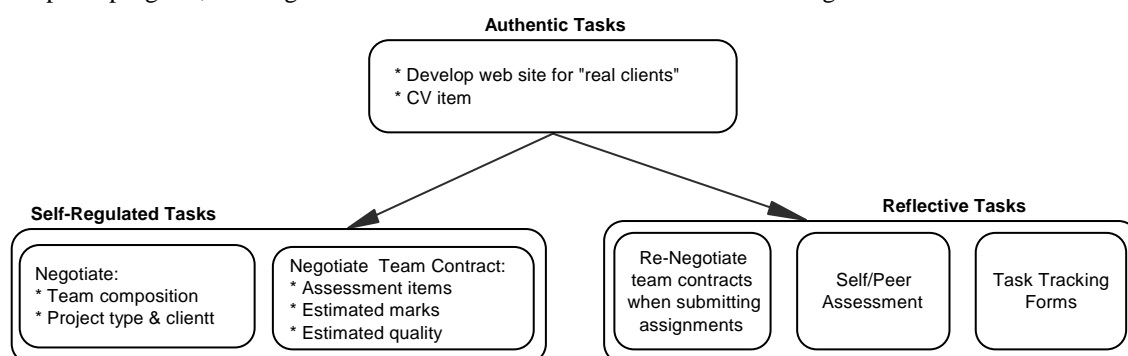 Authentic Tasks
* Develop web site for "real clients"
* CV item
Self-Regulated Tasks
Negotiate:
* Team composition
* Project type & clientt
Negotiate Team Contract:
* Assessment items
* Estimated marks
* Estimated quality
Reflective Tasks
Re-Negotiate
team contracts
when submitting
assignments
Self/Peer
Assessment
Task Tracking
Forms